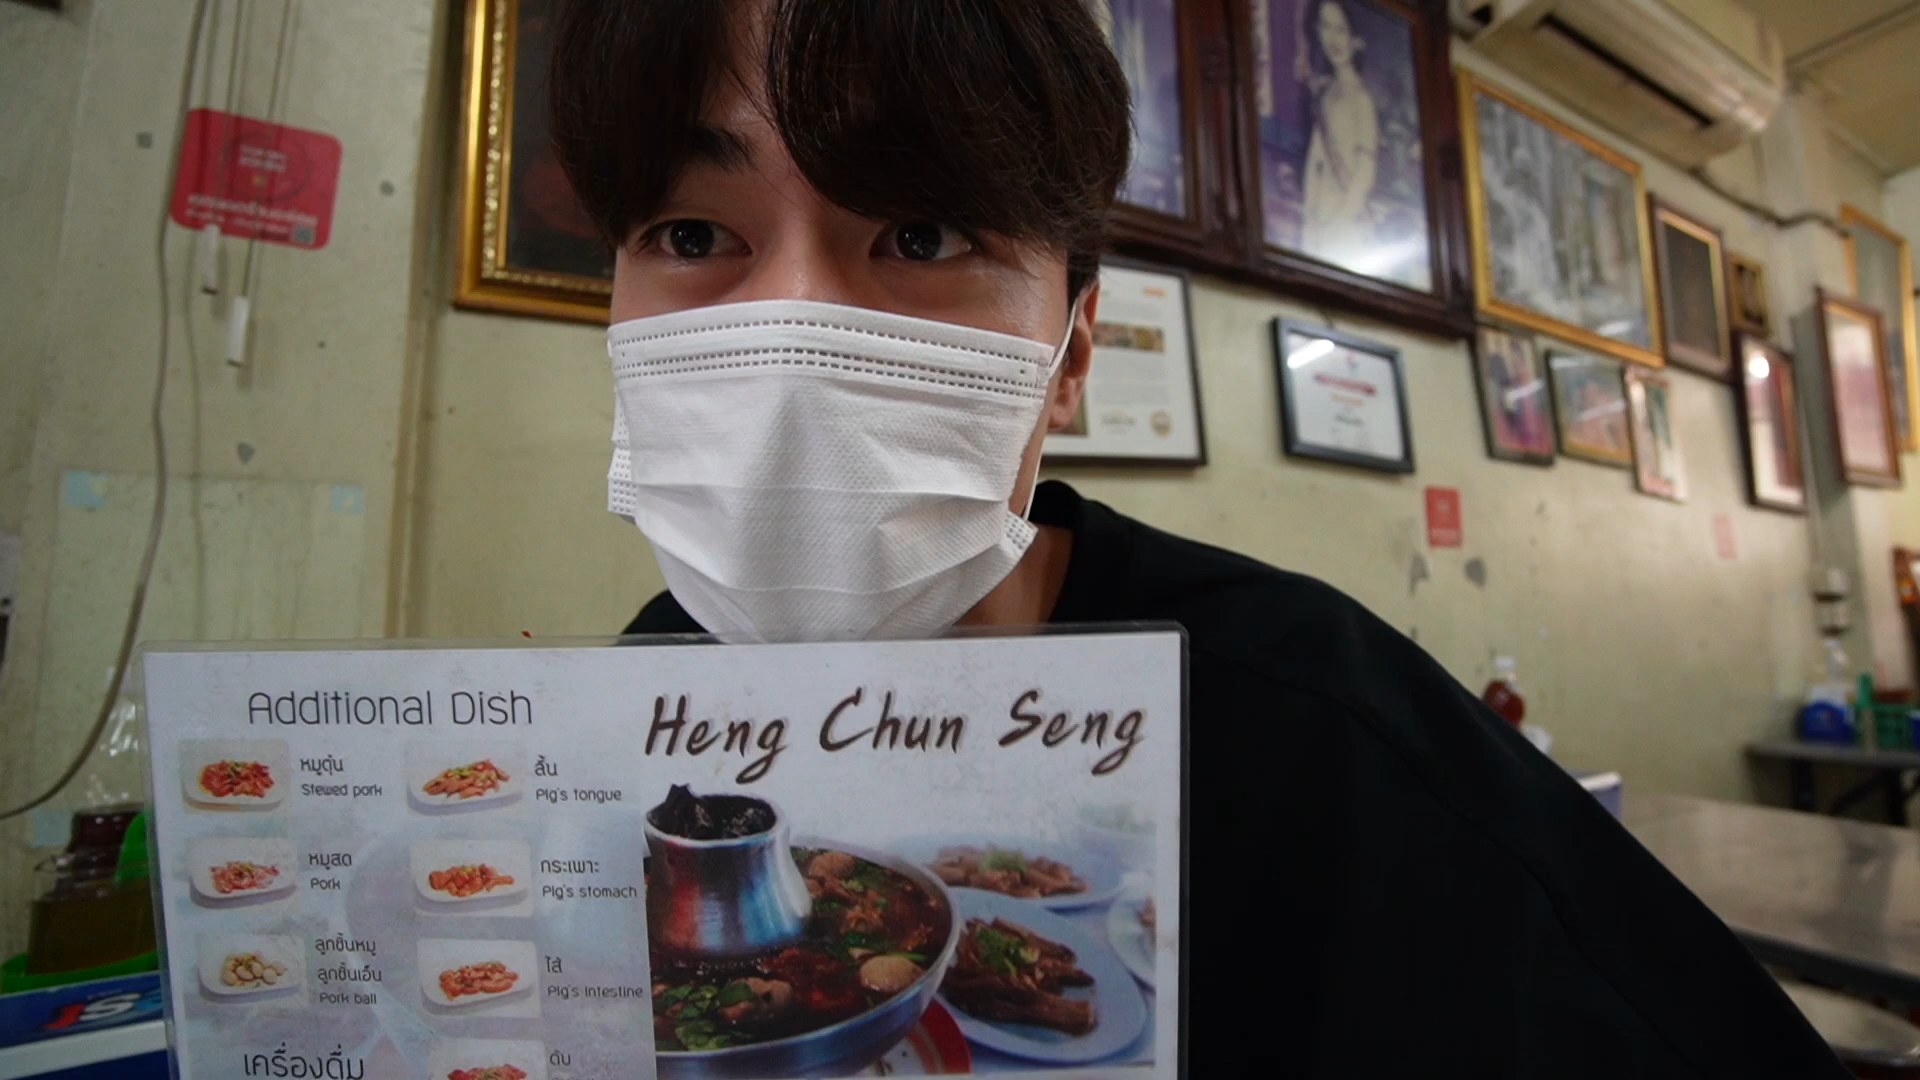 Additional Dish
Heng Chun Seng
หมูตุ๋น
Stewed pork
ลิ้น
Pig's tongue
หมูสด
Pork
กระเพาะ
Pig's stomach
ลูกชิ้นหมู
ลูกชิ้นเอ็น
Pork ball
ไส้
Pig's intestine
เครื่องดื่ม
ตับ